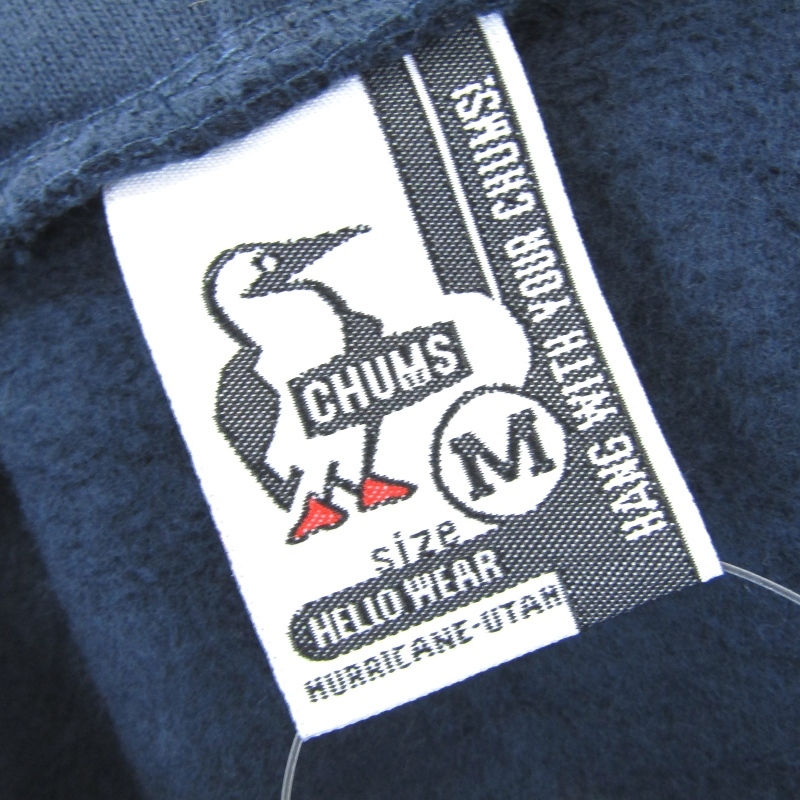 HANG WITH YOUR CHUMS!
CHUMS
M
size
HELLO WEAR
HURRICANE-UTAH